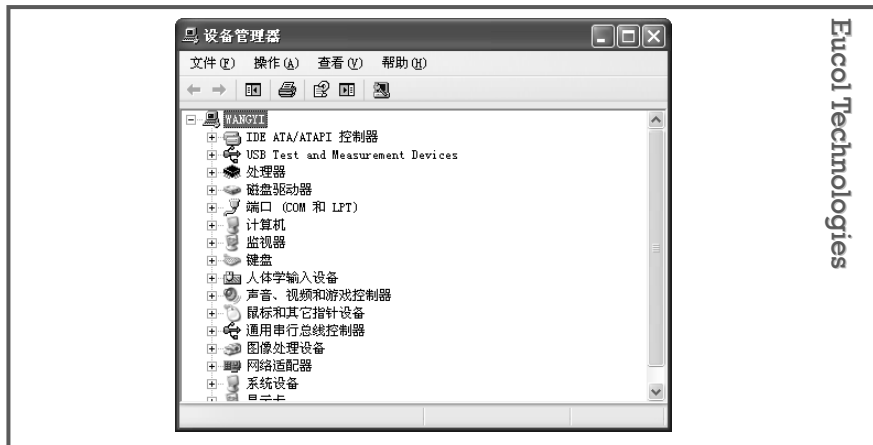 设备管理器
文件(F) 操作(A) 查看(V) 帮助(H)
WANGYI
IDE ATA/ATAPI 控制器
USB Test and Measurement Devices
处理器
磁盘驱动器
端口 (COM 和 LPT)
计算机
监视器
键盘
人体学输入设备
声音、视频和游戏控制器
鼠标和其它指针设备
通用串行总线控制器
图像处理设备
网络适配器
系统设备
显示卡
Eucol Technologies